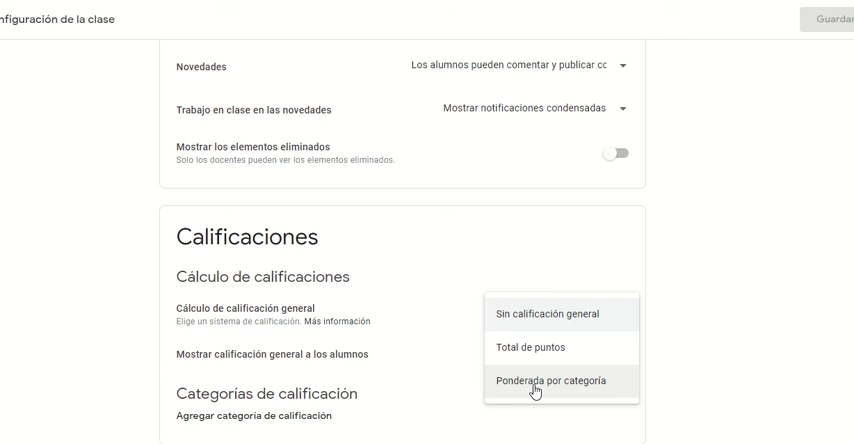 nfiguración de la clase
Guardar
Novedades
Los alumnos pueden comentar y publicar cc
Trabajo en clase en las novedades
Mostrar notificaciones condensadas
Mostrar los elementos eliminados
Solo los docentes pueden ver los elementos eliminados.
Calificaciones
Cálculo de calificaciones
Cálculo de calificación general
Elige un sistema de calificación. Más información
Sin calificación general
Total de puntos
Mostrar calificación general a los alumnos
Ponderada por categoría
Categorías de calificación
Agregar categoría de calificación